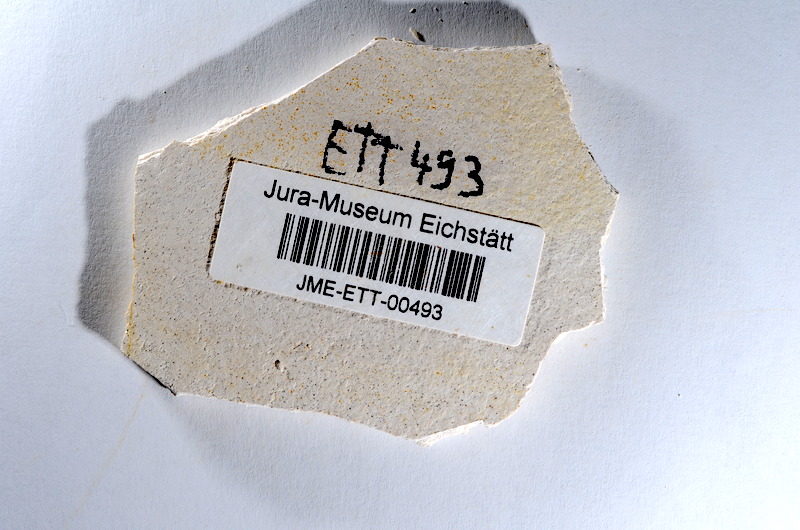 ETT 493
Jura-Museum Eichstätt
JME-ETT-00493